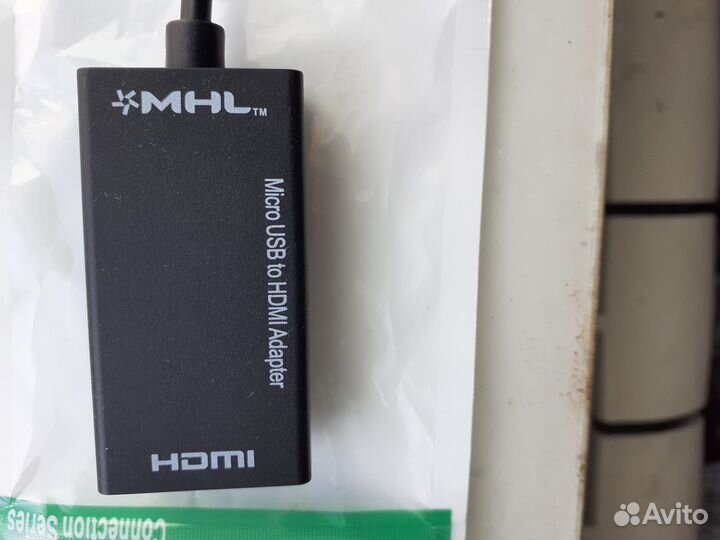 MHL™
Micro USB to HDMI Adapter
HDMI
Connection Series
Avito